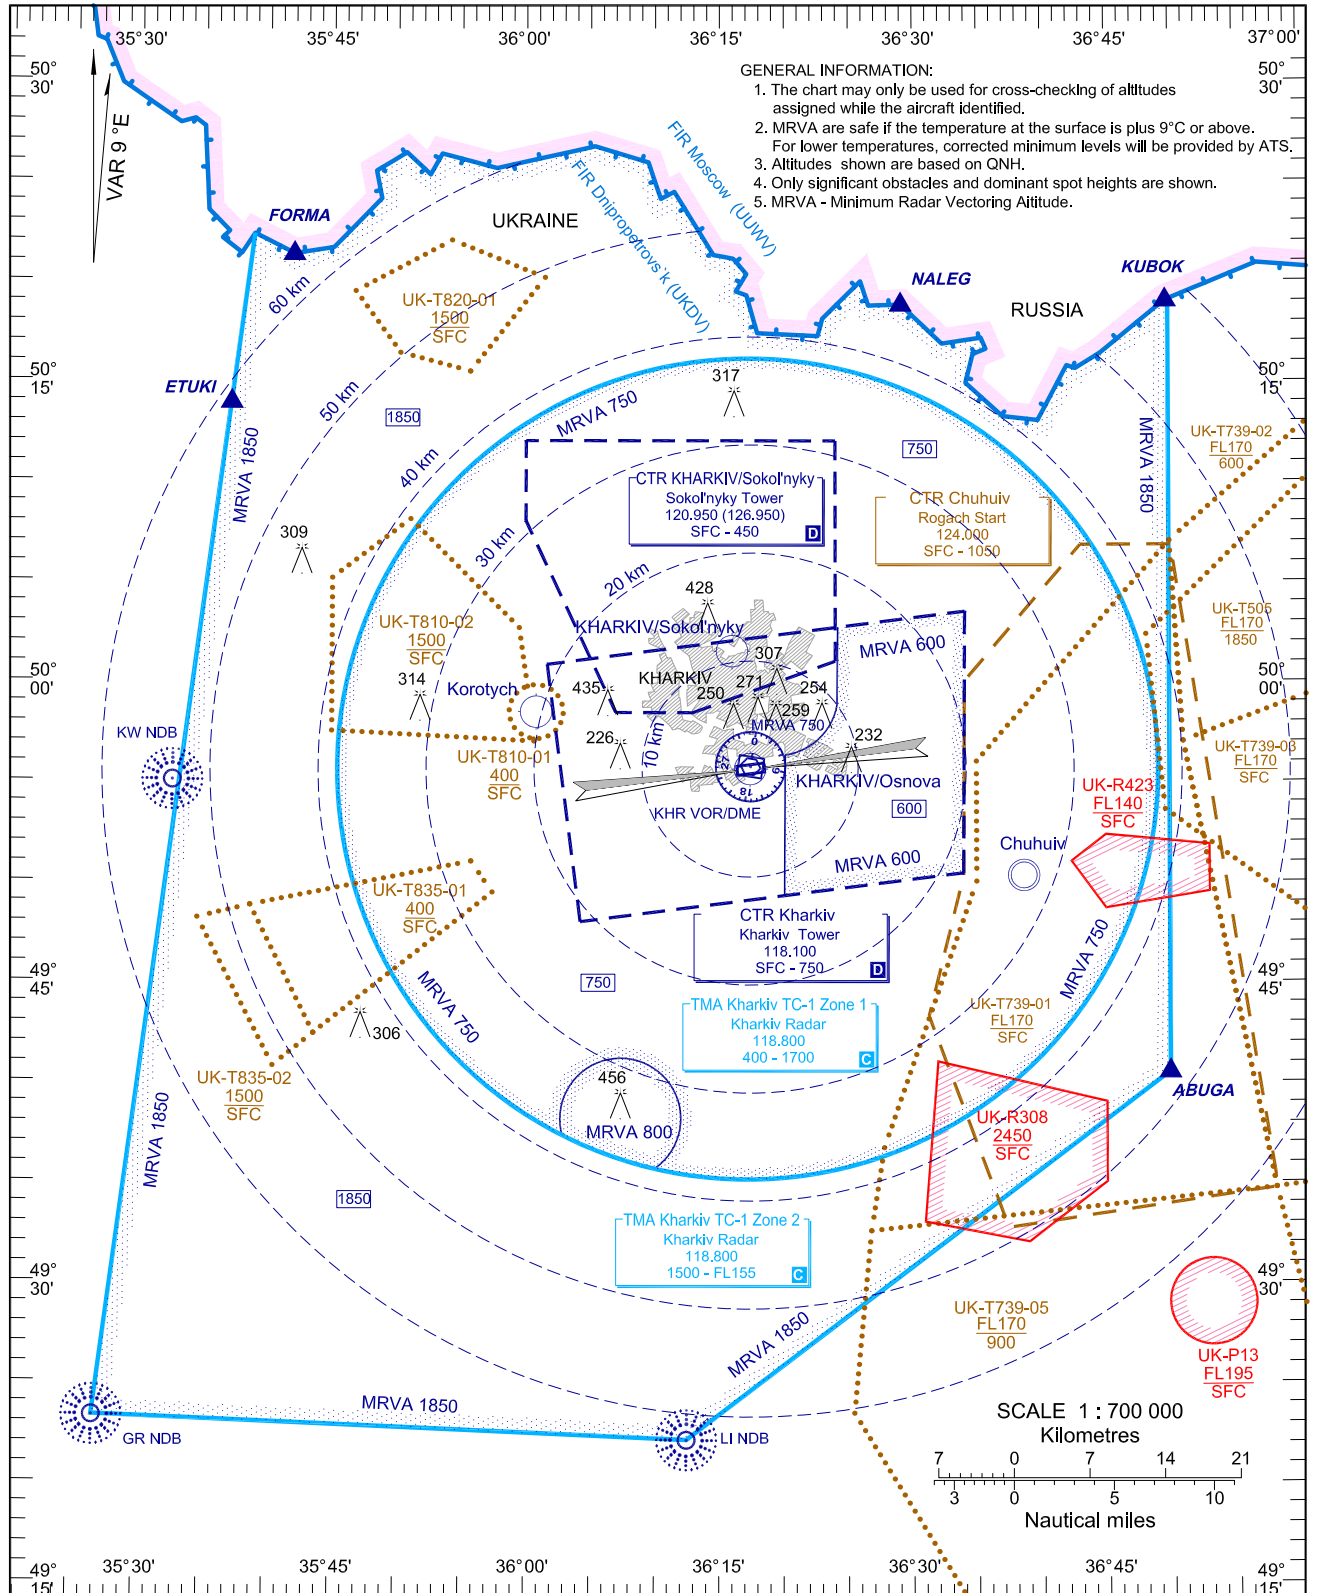 35°30'
35°45'
36°00'
36°15'
36°30'
36°45'
37°00'
50°
30'
50°
30'
VAR 9 °E
GENERAL INFORMATION:
1. The chart may only be used for cross-checking of altitudes
assigned while the aircraft identified.
2. MRVA are safe if the temperature at the surface is plus 9°C or above.
For lower temperatures, corrected minimum levels will be provided by ATS.
3. Altitudes shown are based on QNH.
4. Only significant obstacles and dominant spot heights are shown.
5. MRVA - Minimum Radar Vectoring Altitude.
FIR Moscow (UUWV)
FIR Dnipropetrovs`k (UKDV)
UKRAINE
RUSSIA
FORMA
NALEG
KUBOK
ETUKI
60 km
50 km
40 km
30 km
20 km
10 km
UK-T820-01
1500
SFC
50°
15'
50°
15'
317
MRVA 750
1850
750
MRVA 1850
MRVA 1850
UK-T739-02
FL170
600
CTR KHARKIV/Sokol'nyky
Sokol'nyky Tower
120.950 (126.950)
SFC - 450
D
CTR Chuhuiv
Rogach Start
124.000
SFC - 1050
309
428
KHARKIV/Sokol'nyky
UK-T810-02
1500
SFC
UK-T505
FL170
1850
MRVA 600
307
50°
00'
50°
00'
314
Korotych
435
KHARKIV
250
271
254
259
MRVA 750
232
226
KW NDB
UK-T810-01
400
SFC
UK-T739-03
FL170
SFC
0
9
18
27
KHARKIV/Osnova
KHR VOR/DME
600
UK-R423
FL140
SFC
Chuhuiv
MRVA 600
UK-T835-01
400
SFC
CTR Kharkiv
Kharkiv Tower
118.100
SFC - 750
D
49°
45'
49°
45'
750
MRVA 750
MRVA 750
306
TMA Kharkiv TC-1 Zone 1
Kharkiv Radar
118.800
400 - 1700
C
UK-T739-01
FL170
SFC
UK-T835-02
1500
SFC
456
MRVA 800
ABUGA
UK-R308
2450
SFC
MRVA 1850
1850
TMA Kharkiv TC-1 Zone 2
Kharkiv Radar
118.800
1500 - FL155
C
49°
30'
49°
30'
UK-T739-05
FL170
900
UK-P13
FL195
SFC
MRVA 1850
MRVA 1850
GR NDB
LI NDB
SCALE 1 : 700 000
Kilometres
7 0 7 14 21
3 0 5 10
Nautical miles
49°
15'
49°
15'
35°30'
35°45'
36°00'
36°15'
36°30'
36°45'